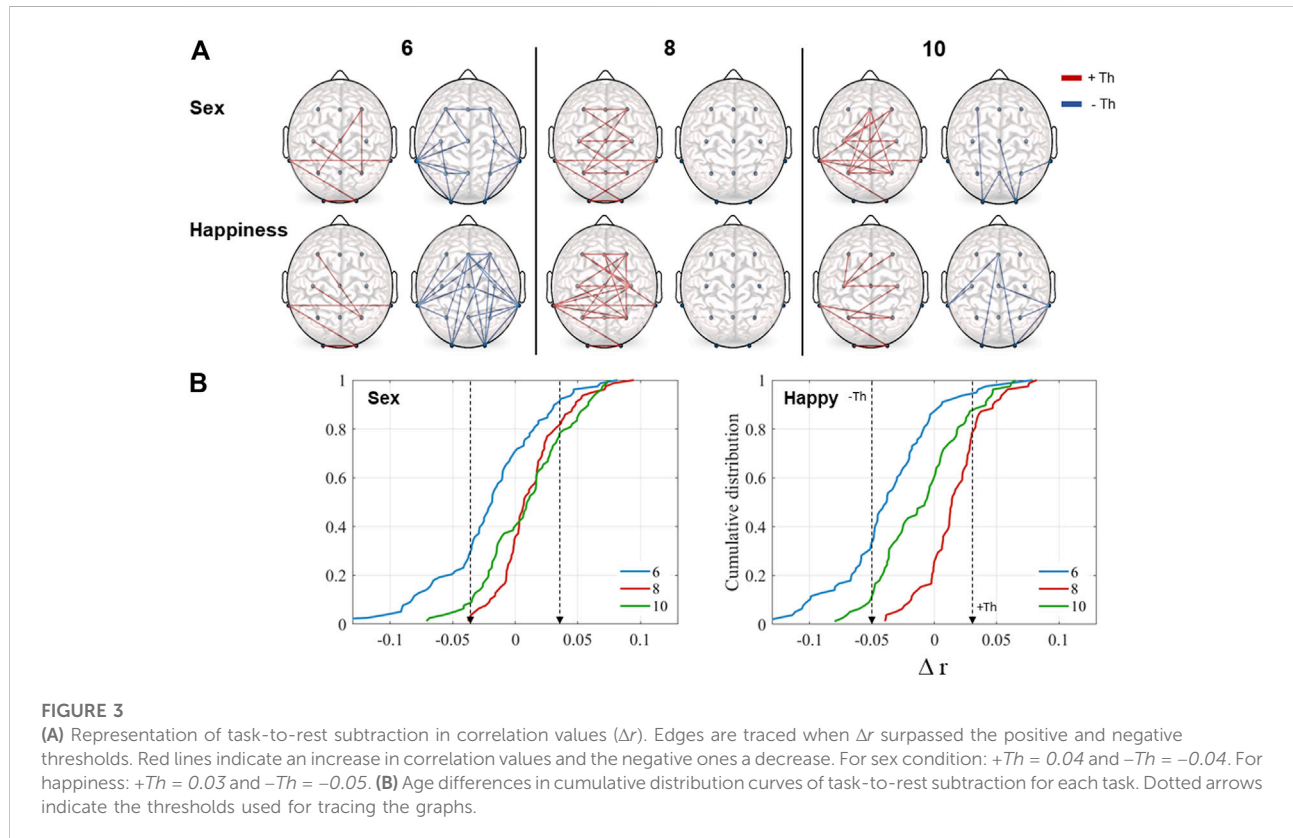 A
6
8
10
+ Th
- Th
Sex
Happiness
B
Sex
1
0.8
0.6
0.4
0.2
0
-0.1
-0.05
0
0.05
0.1
6
8
10
Happy
-Th
Cumulative distribution
1
0.8
0.6
0.4
0.2
0
-0.1
-0.05
0
0.05
0.1
+Th
6
8
10
Δ r
FIGURE 3
(A) Representation of task-to-rest subtraction in correlation values (Δr). Edges are traced when Δr surpassed the positive and negative
thresholds. Red lines indicate an increase in correlation values and the negative ones a decrease. For sex condition: +Th = 0.04 and –Th = –0.04. For
happiness: +Th = 0.03 and –Th = –0.05. (B) Age differences in cumulative distribution curves of task-to-rest subtraction for each task. Dotted arrows
indicate the thresholds used for tracing the graphs.